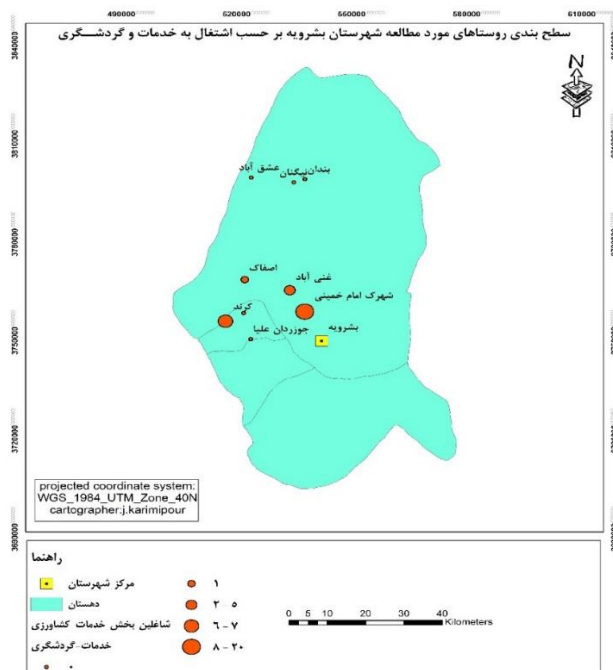 490000 520000 560000 580000 610000
سطح بندی روستاهای مورد مطالعه شهرستان بشرویه بر حسب اشتغال به خدمات و گردشگری
N
3840000
3810000
3780000
3750000
3720000
3690000
بندان
نیگنان
عشق آباد
اصفاک
غنی آباد
شهرک امام خمینی
کرند
بشرویه
جوزردان علیا
projected coordinate system:
WGS_1984_UTM_Zone_40N
cartographer:j.karimipour
راهنما
مرکز شهرستان
۱
دهستان
۲ - ۵
شاغلین بخش خدمات کشاورزی
۶ - ۷
خدمات-گردشگری
۸ - ۲۰
۰
0 5 10 20 30 40
Kilometers